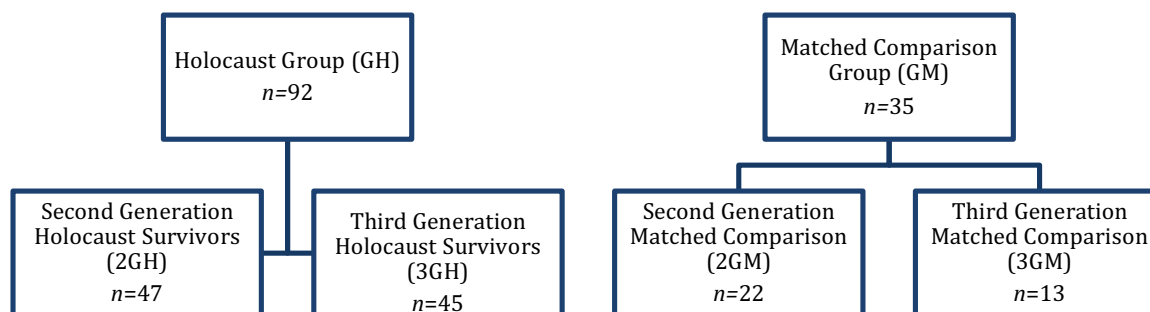 Holocaust Group (GH)
n=92
Matched Comparison
Group (GM)
n=35
Second Generation
Holocaust Survivors
(2GH)
n=47
Third Generation
Holocaust Survivors
(3GH)
n=45
Second Generation
Matched Comparison
(2GM)
n=22
Third Generation
Matched Comparison
(3GM)
n=13